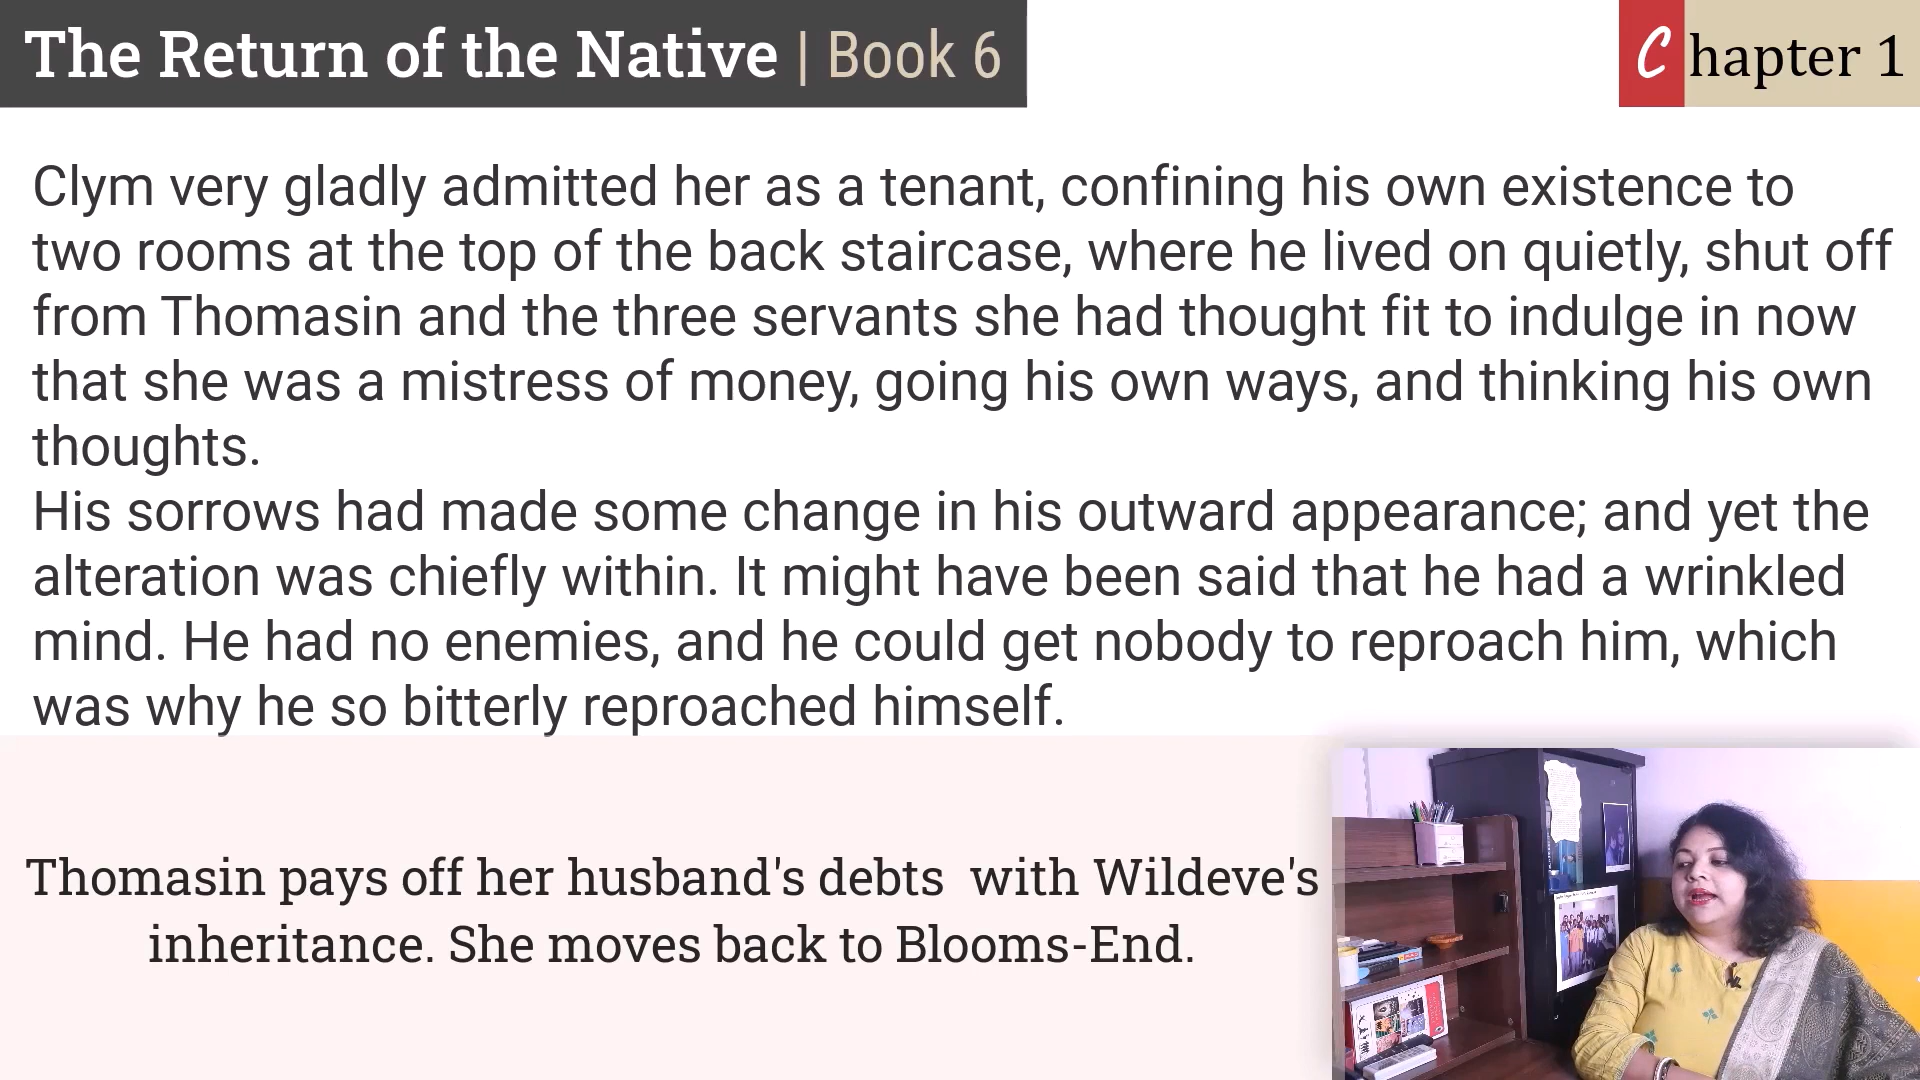 The Return of the Native | Book 6
Chapter 1
Clym very gladly admitted her as a tenant, confining his own existence to
two rooms at the top of the back staircase, where he lived on quietly, shut off
from Thomasin and the three servants she had thought fit to indulge in now
that she was a mistress of money, going his own ways, and thinking his own
thoughts.
His sorrows had made some change in his outward appearance; and yet the
alteration was chiefly within. It might have been said that he had a wrinkled
mind. He had no enemies, and he could get nobody to reproach him, which
was why he so bitterly reproached himself.
Thomasin pays off her husband's debts  with Wildeve's
inheritance. She moves back to Blooms-End.